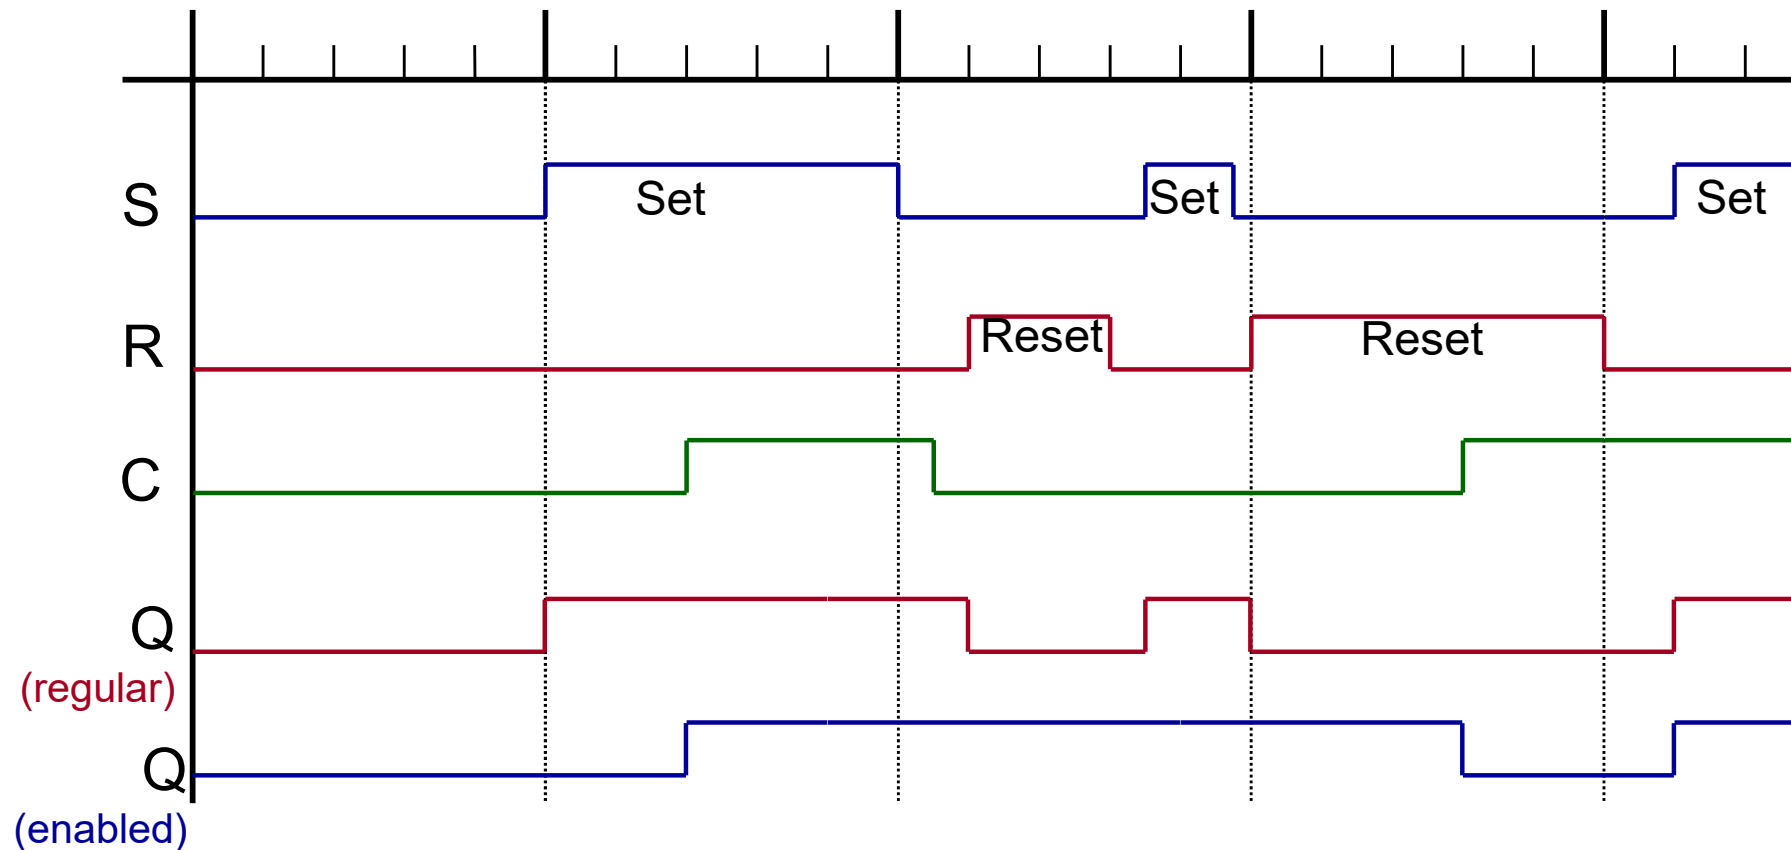 S
Set
Set
Set
R
Reset
Reset
C
Q
(regular)
Q
(enabled)